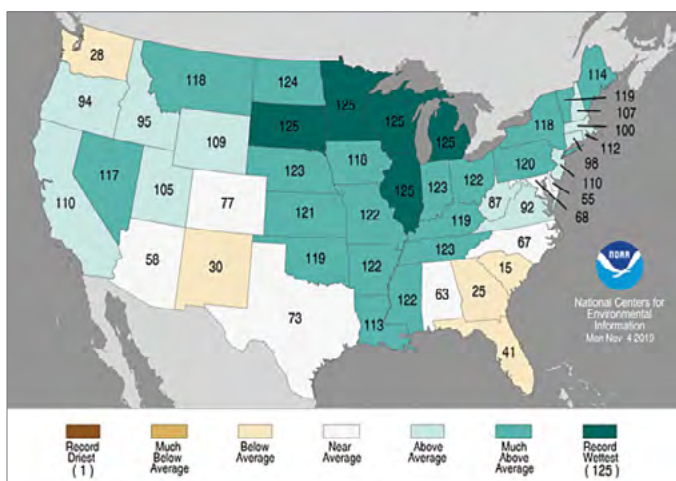 28
118
124
125
125
125
125
125
114
119
107
100
112
98
110
55
68
94
95
109
123
116
118
120
117
105
77
121
122
123
122
87
92
119
110
58
30
119
122
123
67
73
113
122
63
25
15
41
NOAA
National Centers for
Environmental
Information
Mon Nov 4 2019
Record
Driest
(1)
Much
Below
Average
Below
Average
Near
Average
Above
Average
Much
Above
Average
Record
Wettest
(125)